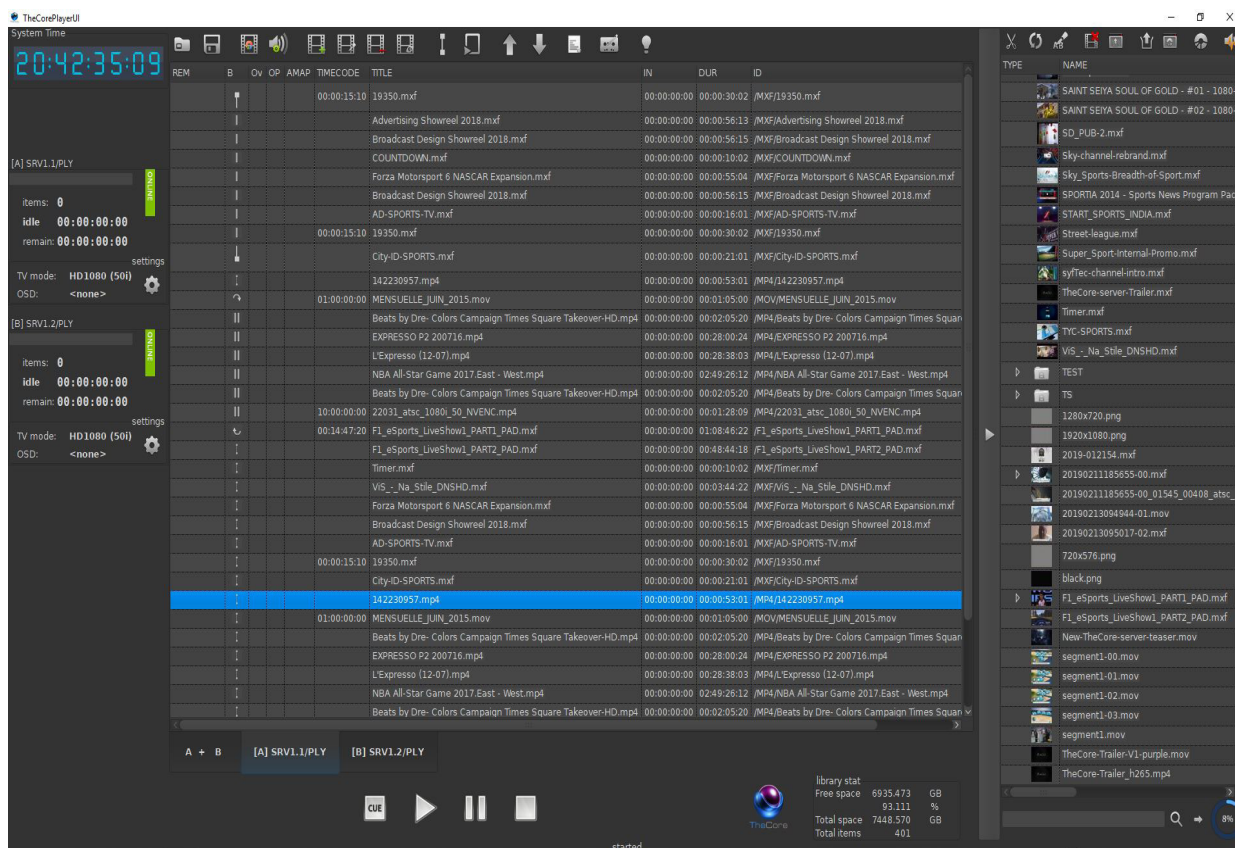 TheCorePlayerUI
System Time
20:42:35:09
REM B Ov OP AMAP TIMECODE TITLE IN DUR ID
00:00:15:10 19350.mxf 00:00:00:00 00:00:30:02 /MXF/19350.mxf
Advertising Showreel 2018.mxf 00:00:00:00 00:00:56:13 /MXF/Advertising Showreel 2018.mxf
Broadcast Design Showreel 2018.mxf 00:00:00:00 00:00:56:15 /MXF/Broadcast Design Showreel 2018.mxf
COUNTDOWN.mxf 00:00:00:00 00:00:10:02 /MXF/COUNTDOWN.mxf
Forza Motorsport 6 NASCAR Expansion.mxf 00:00:00:00 00:00:55:04 /MXF/Forza Motorsport 6 NASCAR Expansion.mxf
Broadcast Design Showreel 2018.mxf 00:00:00:00 00:00:56:15 /MXF/Broadcast Design Showreel 2018.mxf
AD-SPORTS-TV.mxf 00:00:00:00 00:00:16:01 /MXF/AD-SPORTS-TV.mxf
00:00:15:10 19350.mxf 00:00:00:00 00:00:30:02 /MXF/19350.mxf
City-ID-SPORTS.mxf 00:00:00:00 00:00:21:01 /MXF/City-ID-SPORTS.mxf
142230957.mp4 00:00:00:00 00:00:53:01 /MP4/142230957.mp4
01:00:00:00 MENSUELLE_JUIN_2015.mov 00:00:00:00 00:01:05:00 /MOV/MENSUELLE_JUIN_2015.mov
Beats by Dre- Colors Campaign Times Square Takeover-HD.mp4 00:00:00:00 00:02:05:20 /MP4/Beats by Dre- Colors Campaign Times Squar
EXPRESSO P2 200716.mp4 00:00:00:00 00:28:00:24 /MP4/EXPRESSO P2 200716.mp4
L'Expresso (12-07).mp4 00:00:00:00 00:28:38:03 /MP4/L'Expresso (12-07).mp4
NBA All-Star Game 2017.East - West.mp4 00:00:00:00 02:49:26:12 /MP4/NBA All-Star Game 2017.East - West.mp4
Beats by Dre- Colors Campaign Times Square Takeover-HD.mp4 00:00:00:00 00:02:05:20 /MP4/Beats by Dre- Colors Campaign Times Squar
10:00:00:00 22031_atsc_1080i_50_NVENC.mp4 00:00:00:00 00:01:28:09 /MP4/22031_atsc_1080i_50_NVENC.mp4
00:14:47:20 F1_eSports_LiveShow1_PART1_PAD.mxf 00:00:00:00 01:08:46:22 /F1_eSports_LiveShow1_PART1_PAD.mxf
F1_eSports_LiveShow1_PART2_PAD.mxf 00:00:00:00 00:48:44:18 /F1_eSports_LiveShow1_PART2_PAD.mxf
Timer.mxf 00:00:00:00 00:00:10:02 /MXF/Timer.mxf
ViS_-_Na_Stile_DNSHD.mxf 00:00:00:00 00:03:44:22 /MXF/ViS_-_Na_Stile_DNSHD.mxf
Forza Motorsport 6 NASCAR Expansion.mxf 00:00:00:00 00:00:55:04 /MXF/Forza Motorsport 6 NASCAR Expansion.mxf
Broadcast Design Showreel 2018.mxf 00:00:00:00 00:00:56:15 /MXF/Broadcast Design Showreel 2018.mxf
AD-SPORTS-TV.mxf 00:00:00:00 00:00:16:01 /MXF/AD-SPORTS-TV.mxf
00:00:15:10 19350.mxf 00:00:00:00 00:00:30:02 /MXF/19350.mxf
City-ID-SPORTS.mxf 00:00:00:00 00:00:21:01 /MXF/City-ID-SPORTS.mxf
142230957.mp4 00:00:00:00 00:00:53:01 /MP4/142230957.mp4
01:00:00:00 MENSUELLE_JUIN_2015.mov 00:00:00:00 00:01:05:00 /MOV/MENSUELLE_JUIN_2015.mov
Beats by Dre- Colors Campaign Times Square Takeover-HD.mp4 00:00:00:00 00:02:05:20 /MP4/Beats by Dre- Colors Campaign Times Squar
EXPRESSO P2 200716.mp4 00:00:00:00 00:28:00:24 /MP4/EXPRESSO P2 200716.mp4
L'Expresso (12-07).mp4 00:00:00:00 00:28:38:03 /MP4/L'Expresso (12-07).mp4
NBA All-Star Game 2017.East - West.mp4 00:00:00:00 02:49:26:12 /MP4/NBA All-Star Game 2017.East - West.mp4
Beats by Dre- Colors Campaign Times Square Takeover-HD.mp4 00:00:00:00 00:02:05:20 /MP4/Beats by Dre- Colors Campaign Times Squar
[A] SRV1.1/PLY
ONLINE
items: 0
idle 00:00:00:00
remain: 00:00:00:00
settings
TV mode: HD1080 (50i)
OSD: <none>
[B] SRV1.2/PLY
ONLINE
items: 0
idle 00:00:00:00
remain: 00:00:00:00
settings
TV mode: HD1080 (50i)
OSD: <none>
TYPE NAME
SAINT SEIYA SOUL OF GOLD - #01 - 1080-
SAINT SEIYA SOUL OF GOLD - #02 - 1080-
SD_PUB-2.mxf
Sky-channel-rebrand.mxf
Sky_Sports-Breadth-of-Sport.mxf
SPORTIA 2014 - Sports News Program Pac
START_SPORTS_INDIA.mxf
Street-league.mxf
Super_Sport-Internal-Promo.mxf
syfTec-channel-intro.mxf
TheCore-server-Trailer.mxf
Timer.mxf
TYC-SPORTS.mxf
ViS_-_Na_Stile_DNSHD.mxf
TEST
TS
1280x720.png
1920x1080.png
2019-012154.mxf
20190211185655-00.mxf
20190211185655-00_01545_00408_atsc_
20190213094944-01.mov
20190213095017-02.mxf
720x576.png
black.png
F1_eSports_LiveShow1_PART1_PAD.mxf
F1_eSports_LiveShow1_PART2_PAD.mxf
New-TheCore-server-teaser.mov
segment1-00.mov
segment1-01.mov
segment1-02.mov
segment1-03.mov
segment1.mov
TheCore-Trailer-V1-purple.mov
TheCore-Trailer_h265.mp4
A + B [A] SRV1.1/PLY [B] SRV1.2/PLY
CUE
TheCore
library stat
Free space 6935.473 GB
93.111 %
Total space 7448.570 GB
Total items 401
8%
started